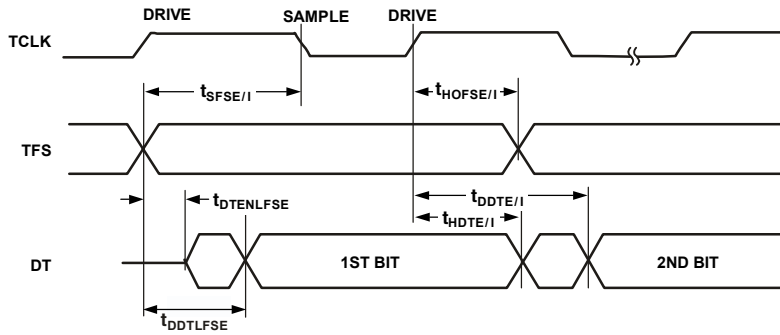 DRIVE SAMPLE DRIVE
TCLK
tSFSE/I tHOFSE/I
TFS
tDTENLFSE tDDTE/I
tHDTE/I
DT 1ST BIT 2ND BIT
tDDTLFSE